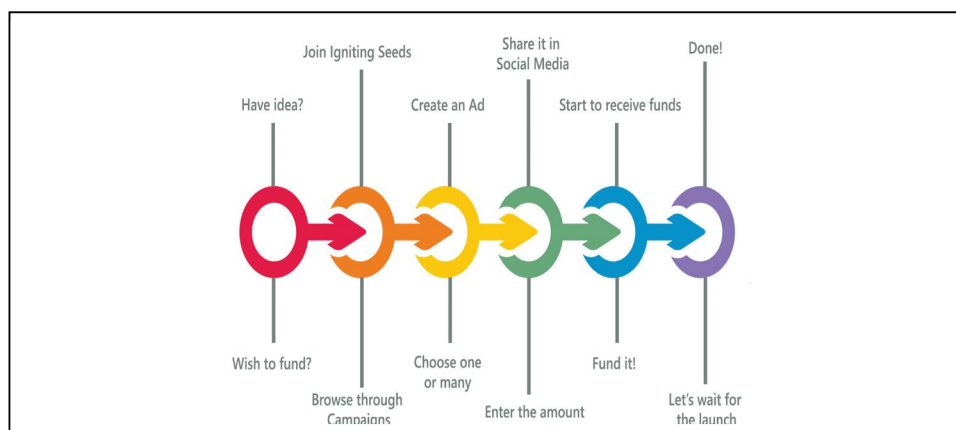 Have idea?
Join Igniting Seeds
Create an Ad
Share it in
Social Media
Start to receive funds
Done!
Wish to fund?
Browse through
Campaigns
Choose one
or many
Enter the amount
Fund it!
Let's wait for
the launch